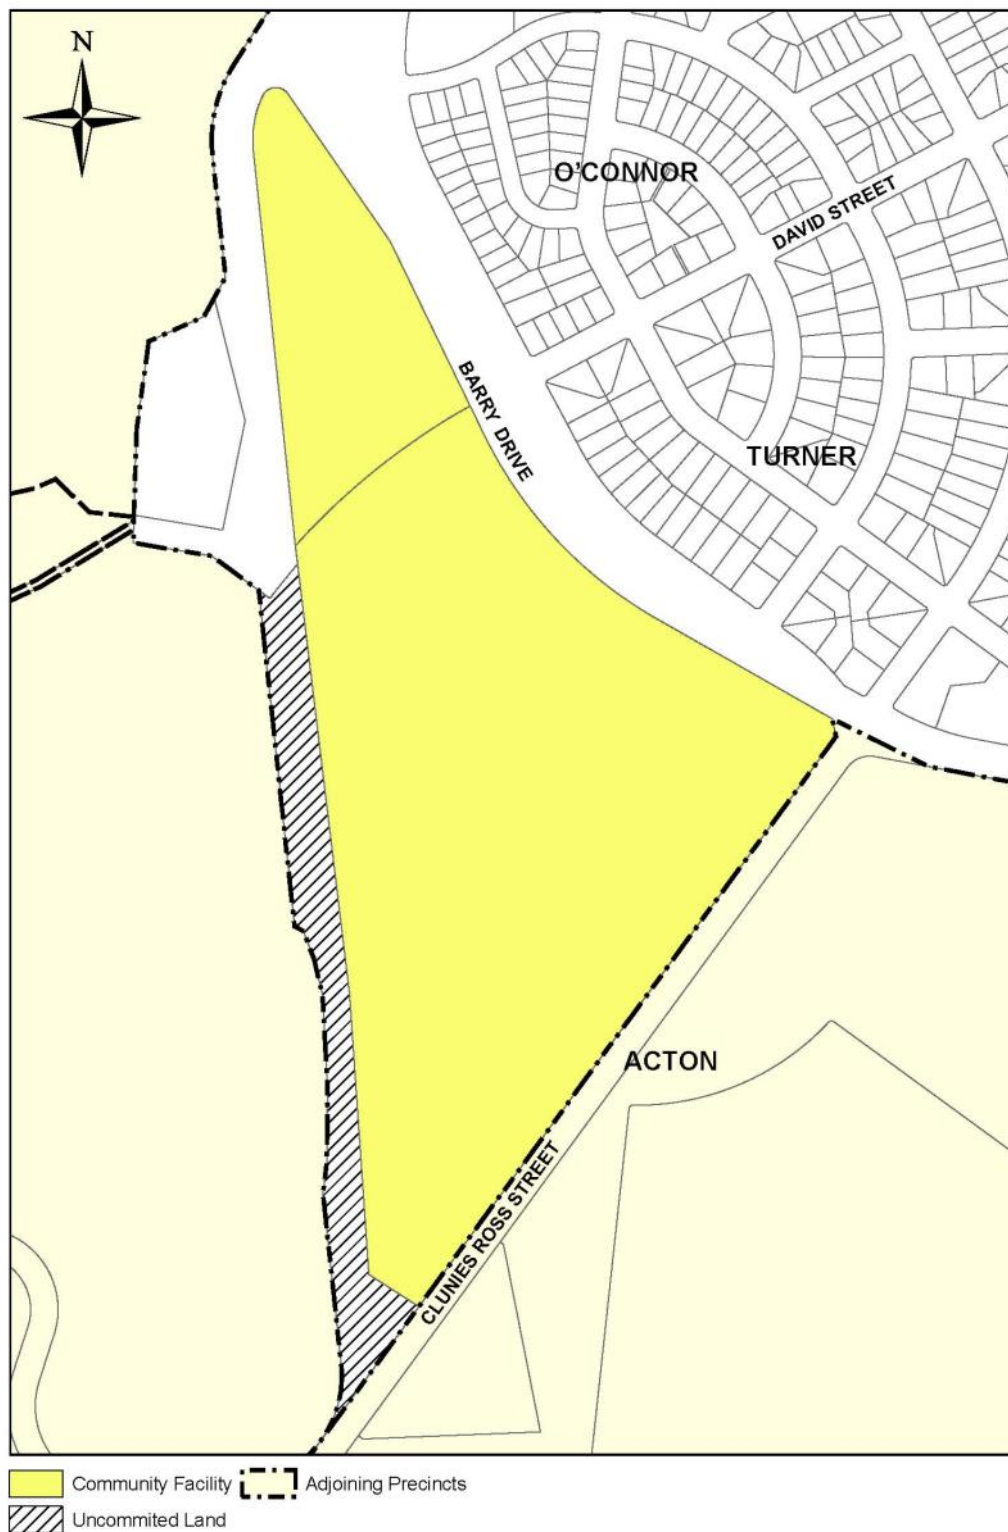 N
O'CONNOR
DAVID STREET
BARRY DRIVE
TURNER
ACTON
CLUNIES ROSS STREET
Community Facility
Adjoining Precincts
Uncommited Land